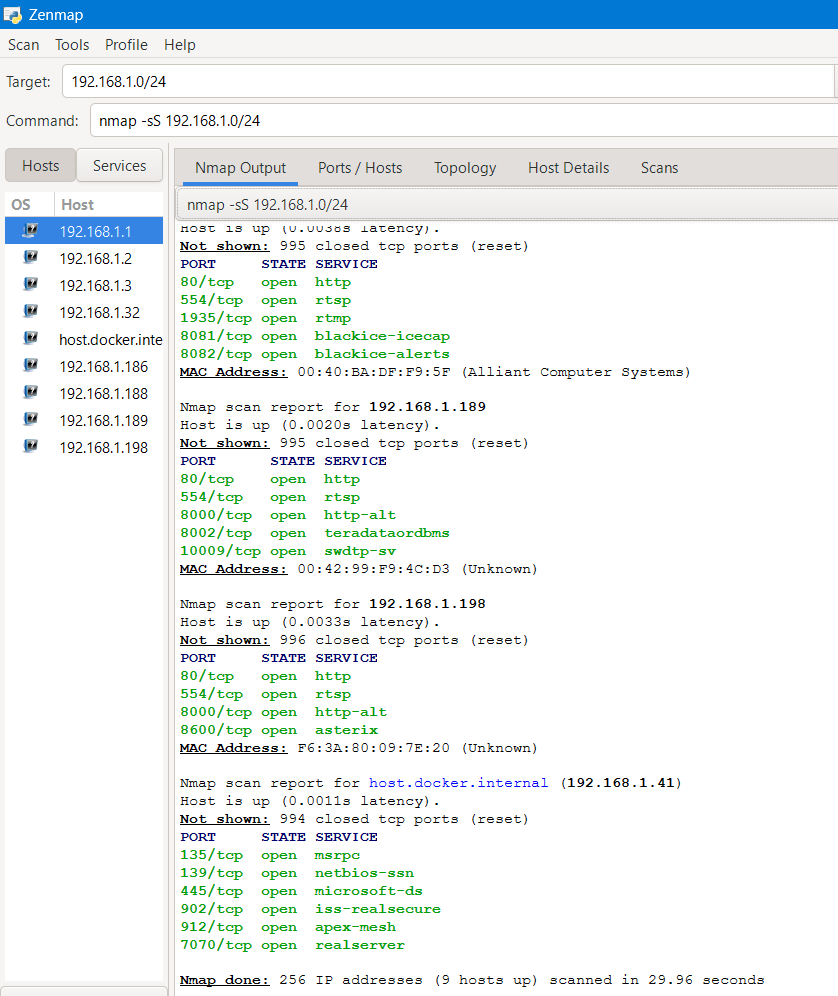 Zenmap
Scan Tools Profile Help
Target: 192.168.1.0/24
Command: nmap -sS 192.168.1.0/24
Hosts Services
OS Host
192.168.1.1
192.168.1.2
192.168.1.3
192.168.1.32
host.docker.inte
192.168.1.186
192.168.1.188
192.168.1.189
192.168.1.198
Nmap Output Ports / Hosts Topology Host Details Scans
nmap -sS 192.168.1.0/24
Host is up (0.0038s latency).
Not shown: 995 closed tcp ports (reset)
PORT STATE SERVICE
80/tcp open http
554/tcp open rtsp
1935/tcp open rtmp
8081/tcp open blackice-icecap
8082/tcp open blackice-alerts
MAC Address: 00:40:BA:DF:F9:5F (Alliant Computer Systems)
Nmap scan report for 192.168.1.189
Host is up (0.0020s latency).
Not shown: 995 closed tcp ports (reset)
PORT STATE SERVICE
80/tcp open http
554/tcp open rtsp
8000/tcp open http-alt
8002/tcp open teradataordbms
10009/tcp open swdtp-sv
MAC Address: 00:42:99:F9:4C:D3 (Unknown)
Nmap scan report for 192.168.1.198
Host is up (0.0033s latency).
Not shown: 996 closed tcp ports (reset)
PORT STATE SERVICE
80/tcp open http
554/tcp open rtsp
8000/tcp open http-alt
8600/tcp open asterix
MAC Address: F6:3A:80:09:7E:20 (Unknown)
Nmap scan report for host.docker.internal (192.168.1.41)
Host is up (0.0011s latency).
Not shown: 994 closed tcp ports (reset)
PORT STATE SERVICE
135/tcp open msrpc
139/tcp open netbios-ssn
445/tcp open microsoft-ds
902/tcp open iss-realsecure
912/tcp open apex-mesh
7070/tcp open realserver
Nmap done: 256 IP addresses (9 hosts up) scanned in 29.96 seconds